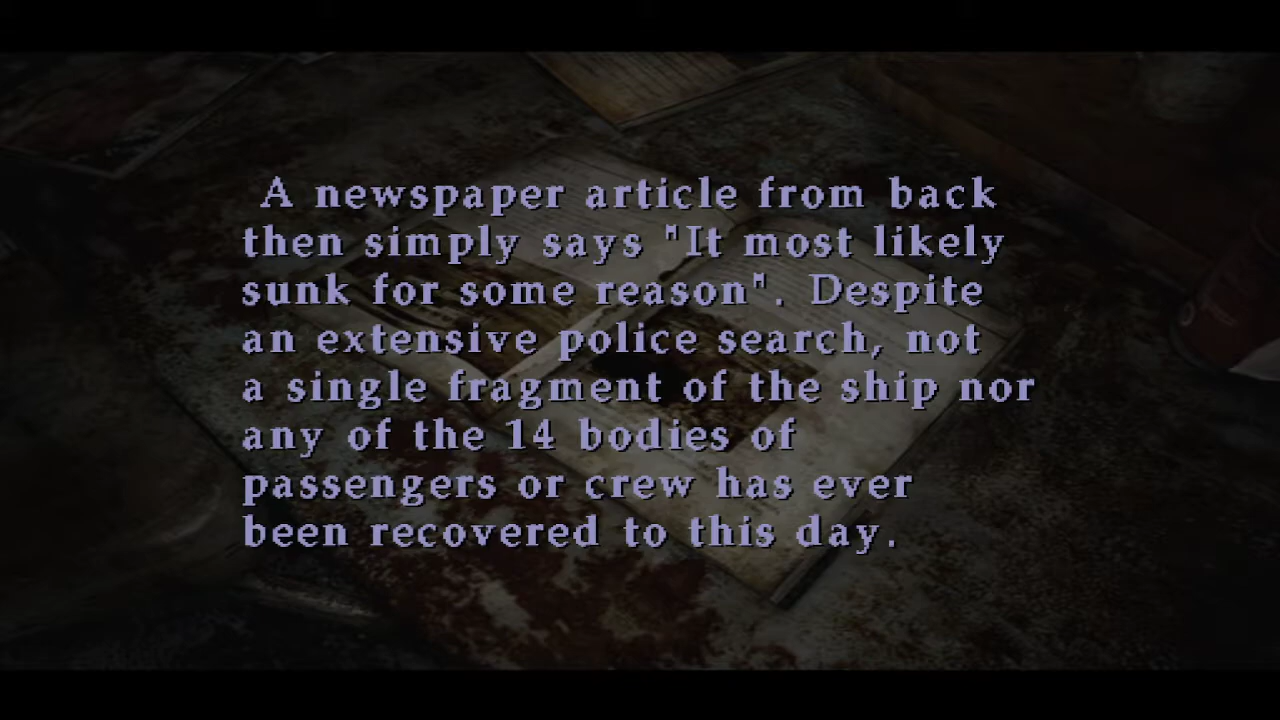 A newspaper article from back
then simply says "It most likely
sunk for some reason". Despite
an extensive police search, not
a single fragment of the ship nor
any of the 14 bodies of
passengers or crew has ever
been recovered to this day.